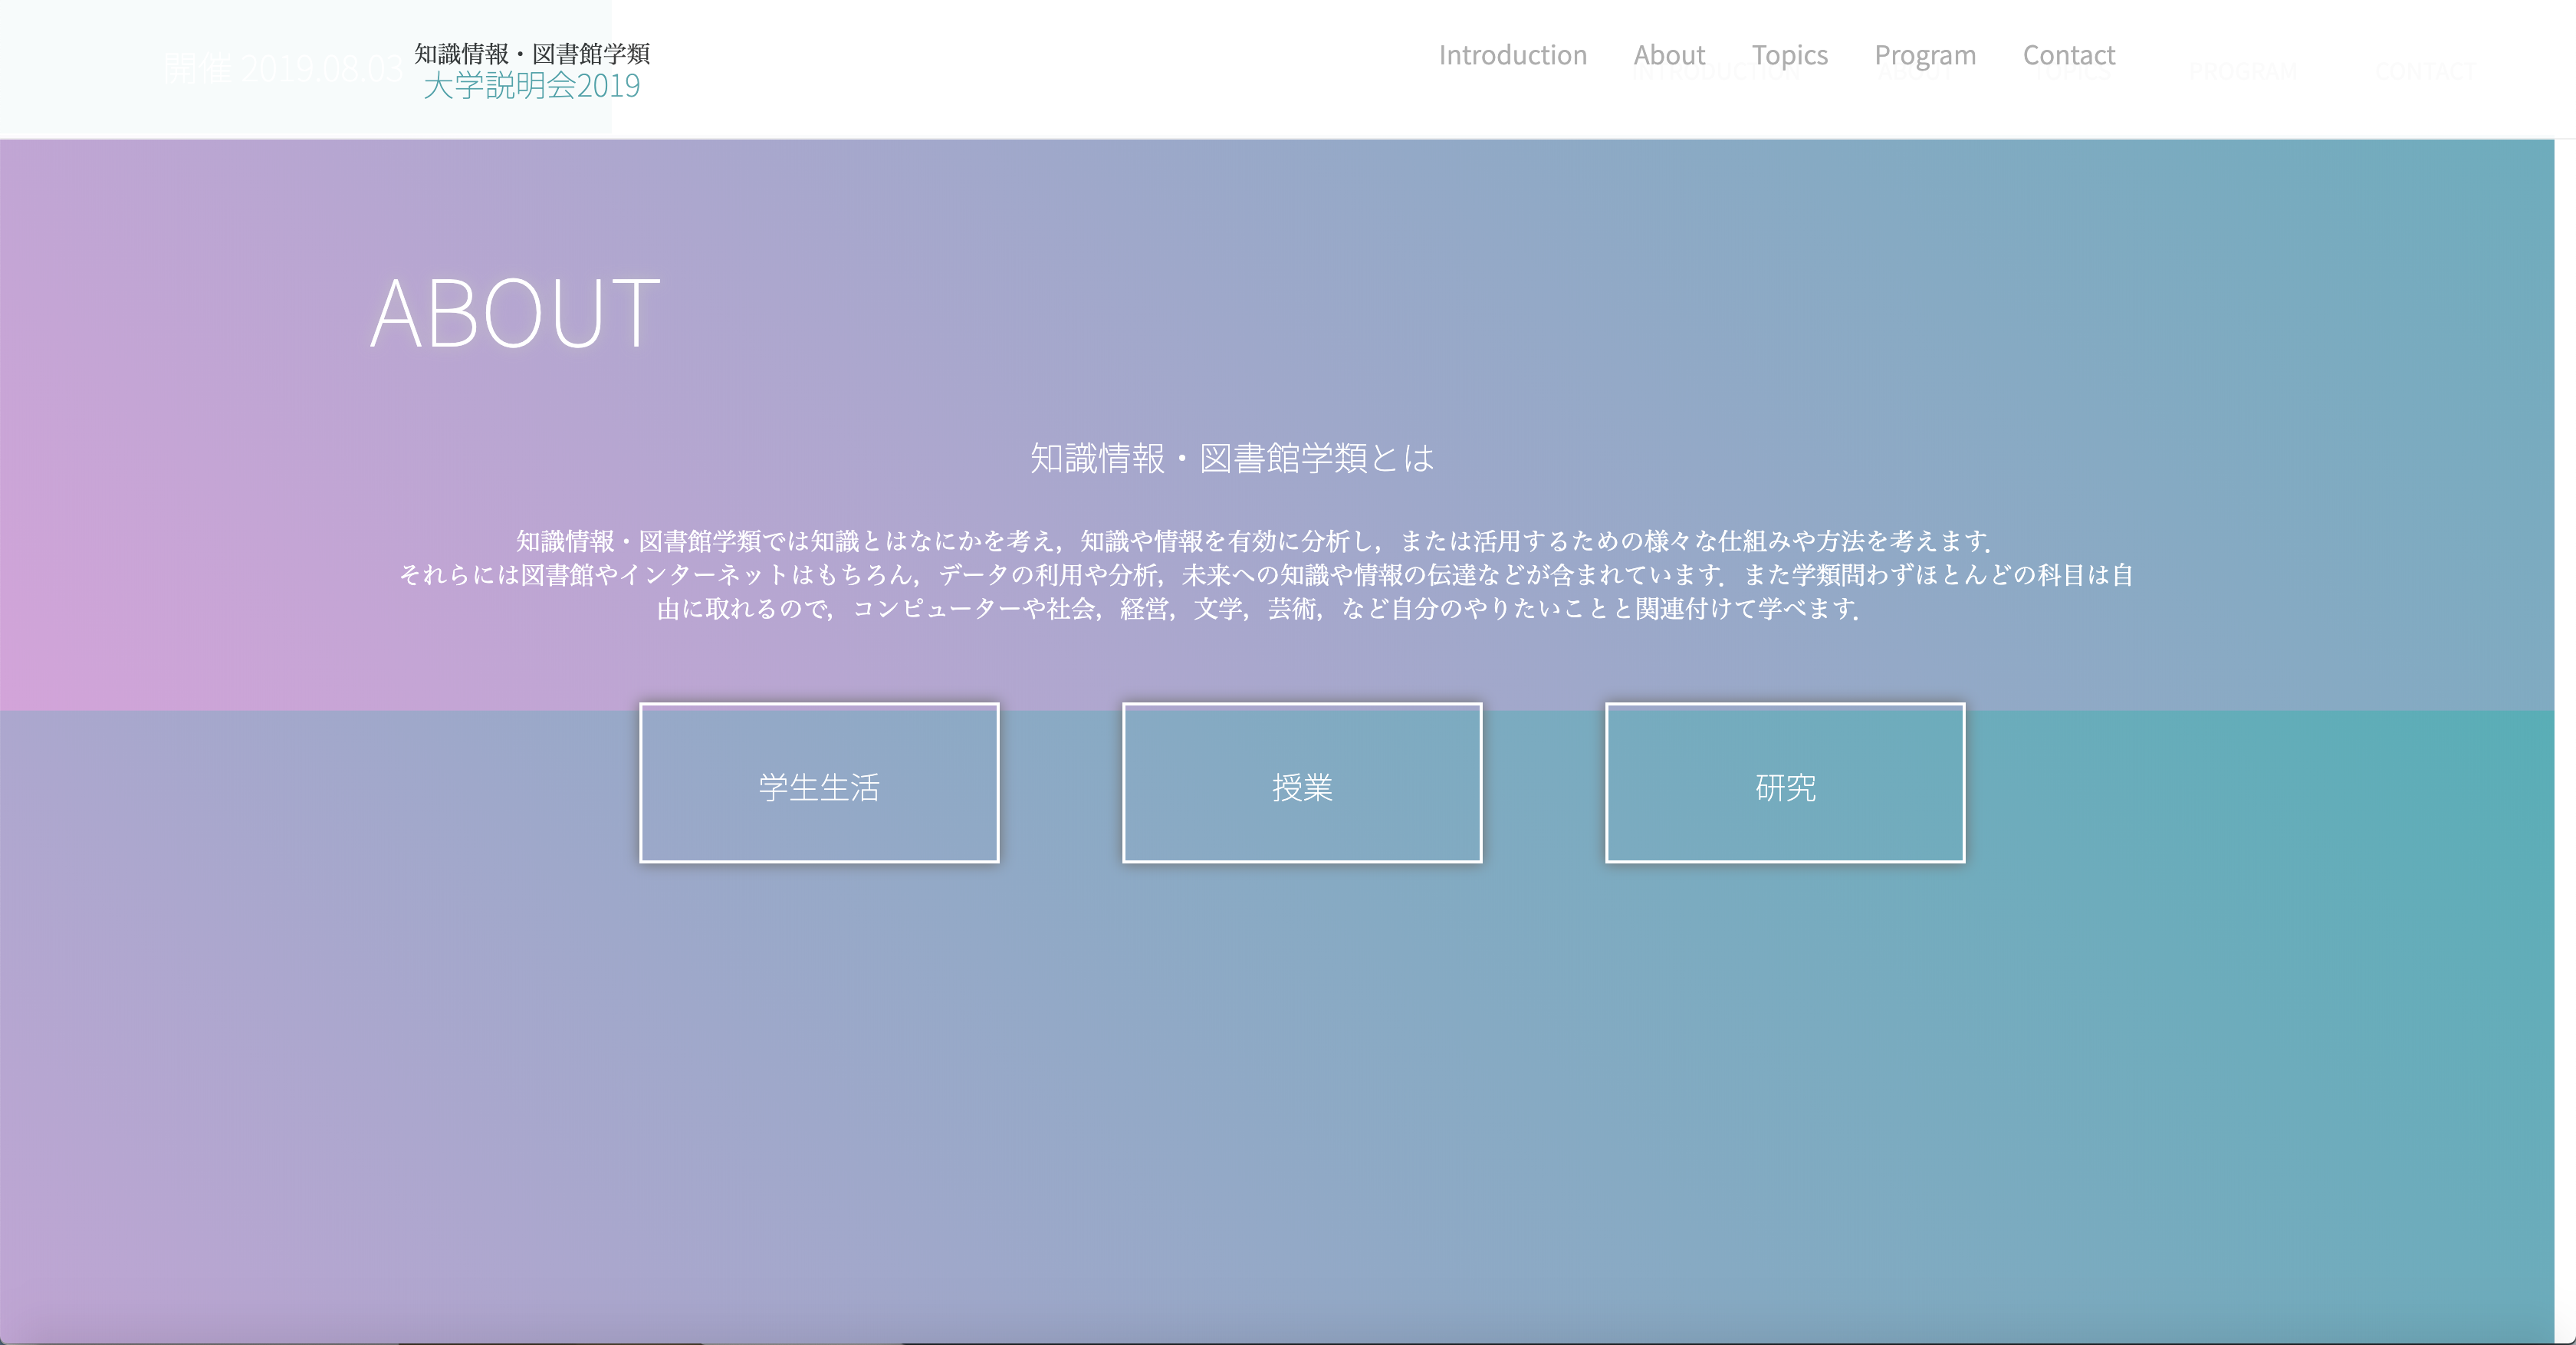 開催 2019.08.03
知識情報・図書館学類
大学説明会2019
Introduction About Topics Program Contact
INTRODUCTION ABOUT TOPICS PROGRAM CONTACT
ABOUT
知識情報・図書館学類とは
知識情報・図書館学類では知識とはなにかを考え，知識や情報を有効に分析し，または活用するための様々な仕組みや方法を考えます．
それらには図書館やインターネットはもちろん，データの利用や分析，未来への知識や情報の伝達などが含まれています．また学類問わずほとんどの科目は自
由に取れるので，コンピューターや社会，経営，文学，芸術，など自分のやりたいことと関連付けて学べます．
学生生活
授業
研究